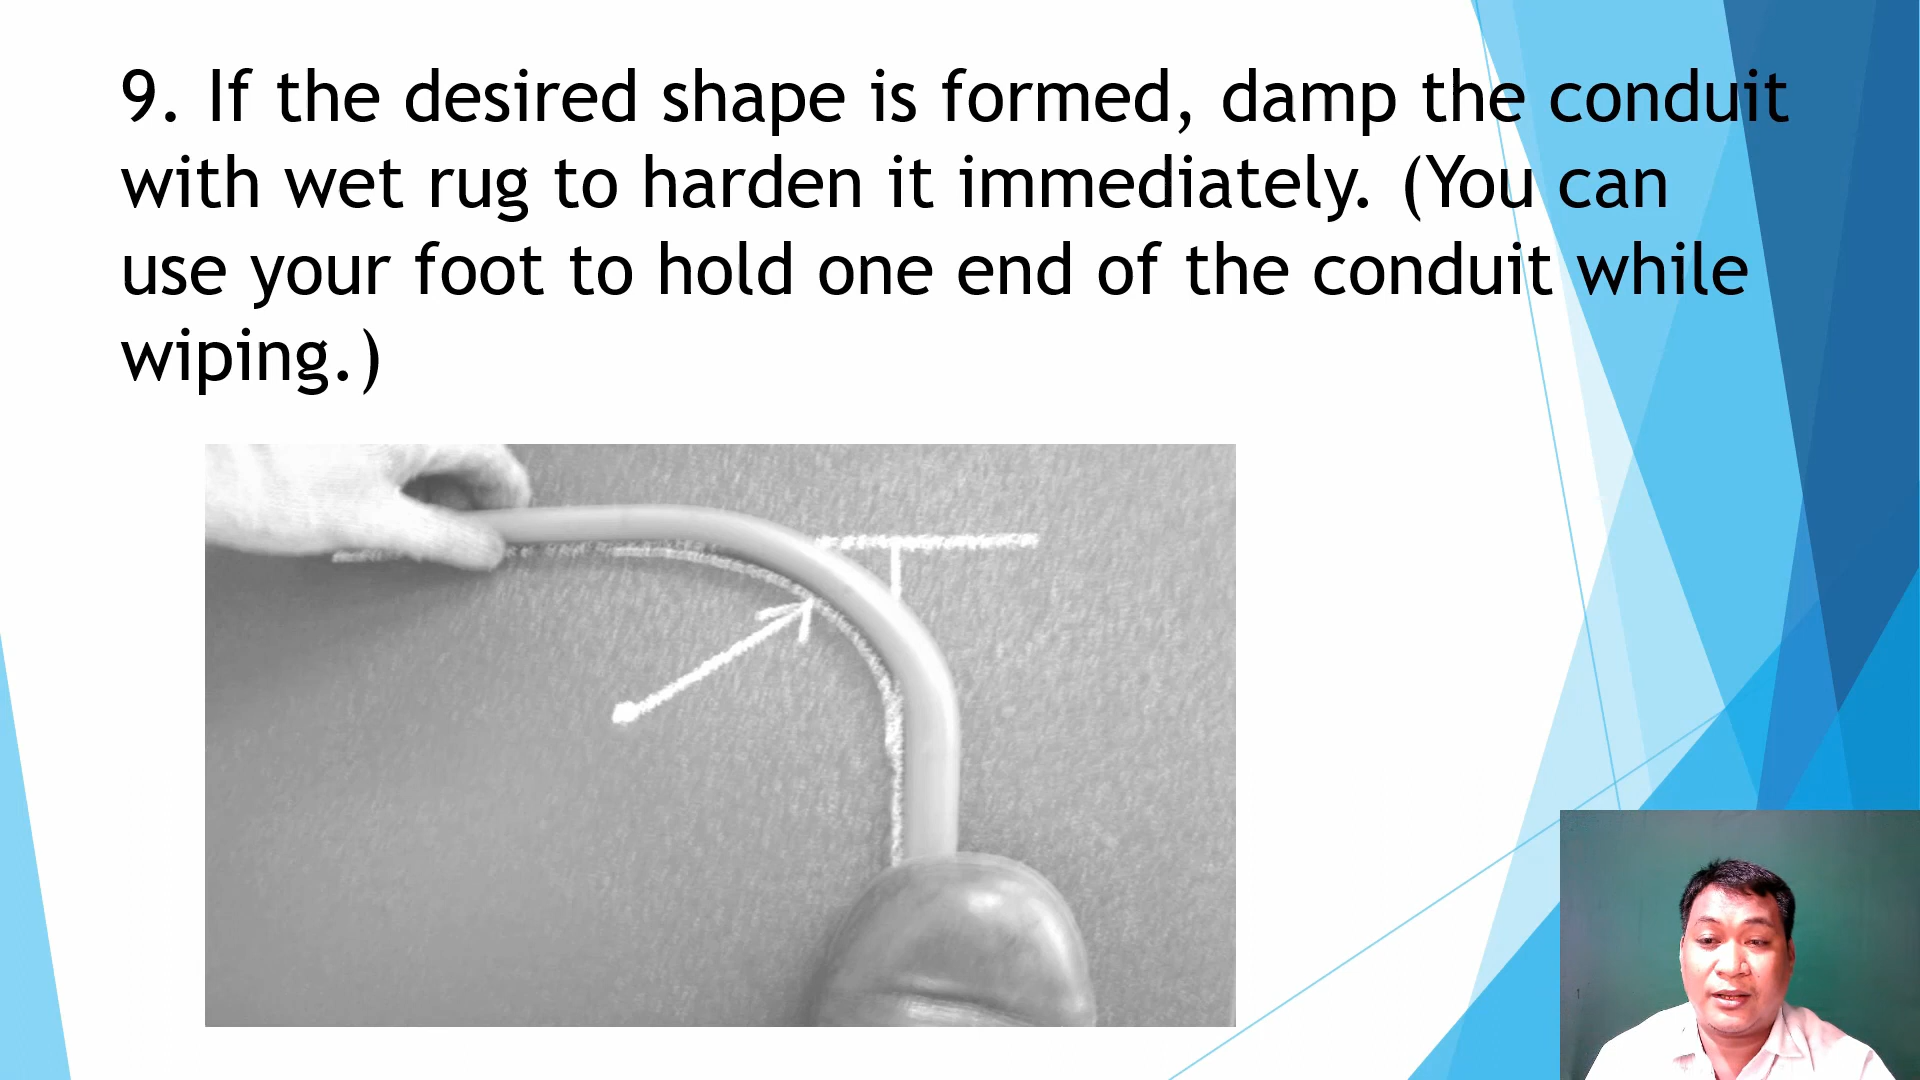 9. If the desired shape is formed, damp the conduit
with wet rug to harden it immediately. (You can
use your foot to hold one end of the conduit while
wiping.)